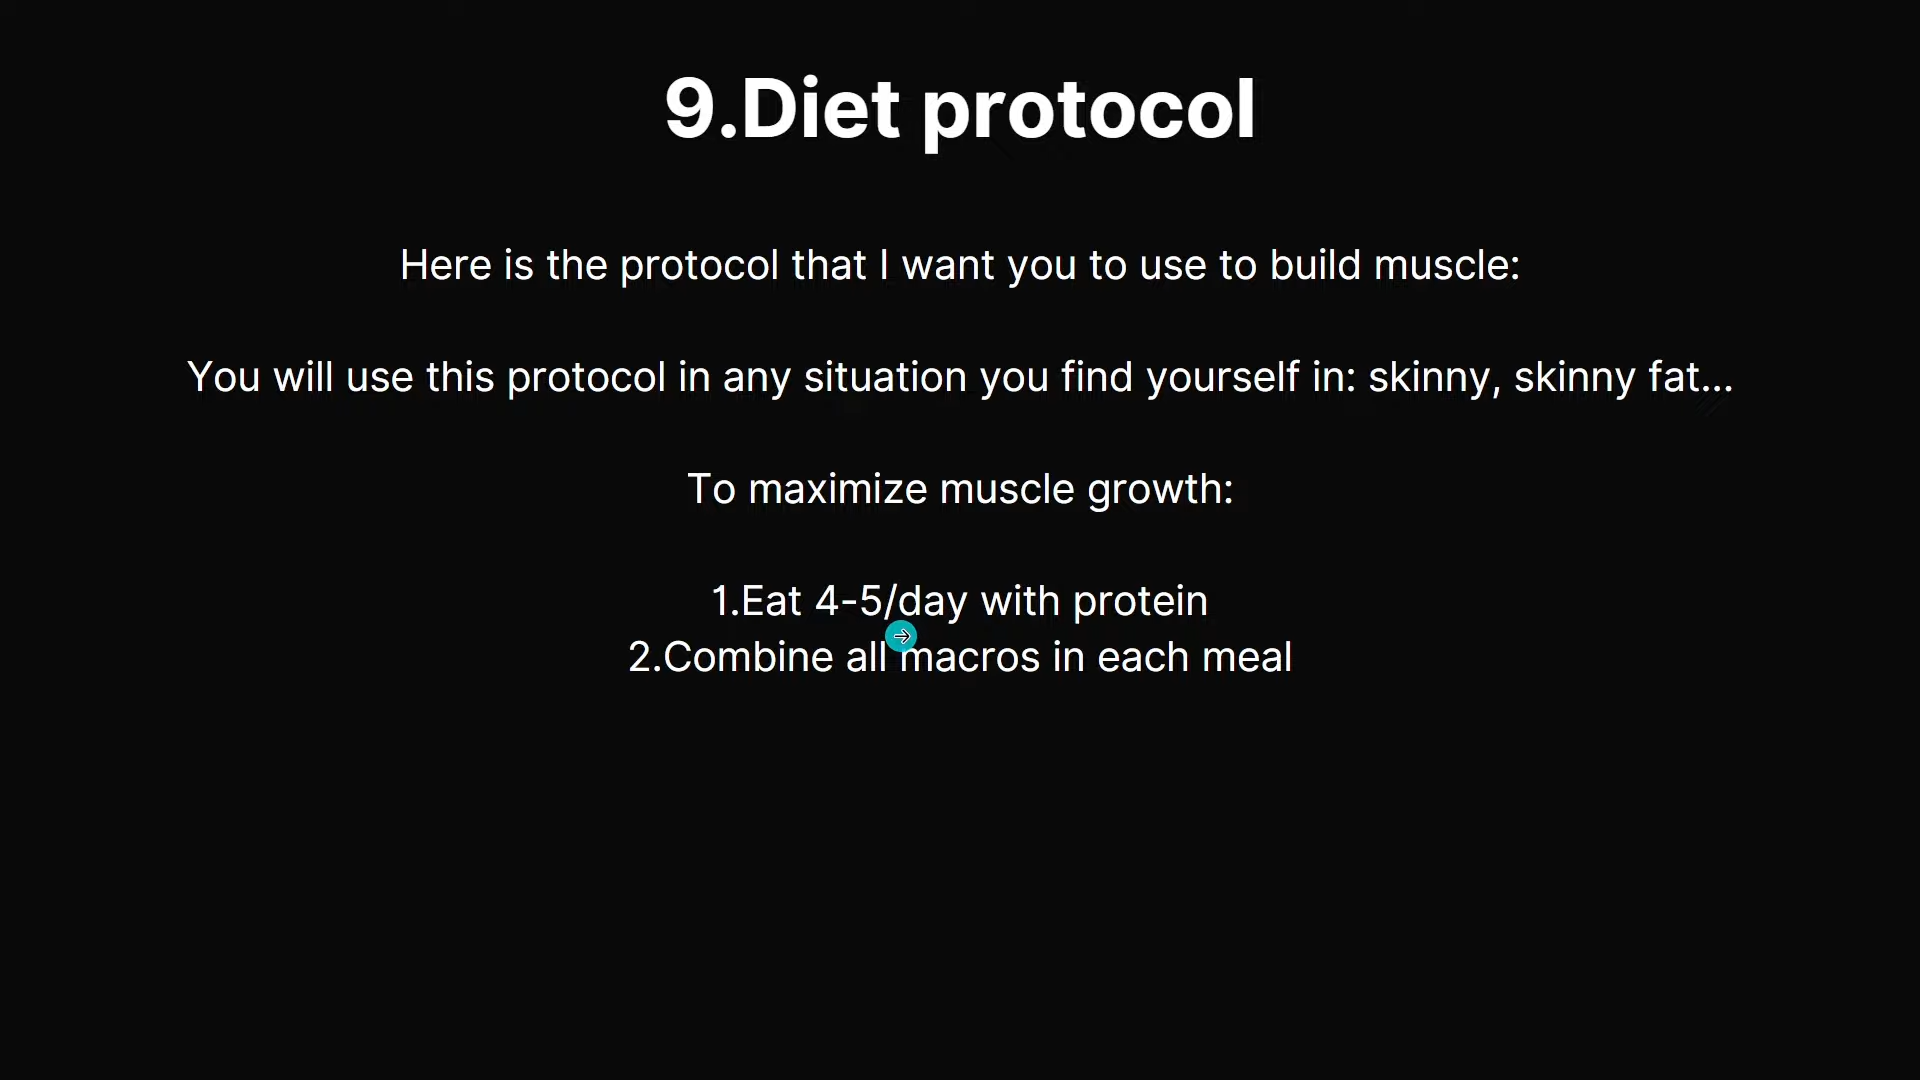 9.Diet protocol
Here is the protocol that I want you to use to build muscle:
You will use this protocol in any situation you find yourself in: skinny, skinny fat...
To maximize muscle growth:
1.Eat 4-5/day with protein
2.Combine all macros in each meal